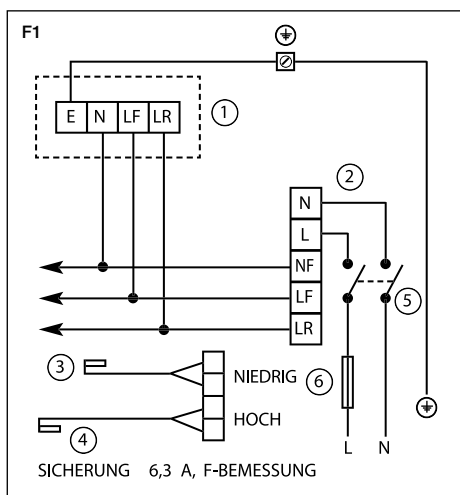 F1
E N LF LR
1
2
N
L
NF
LF
LR
5
3
NIEDRIG
6
4
HOCH
L N
SICHERUNG 6,3 A, F-BEMESSUNG